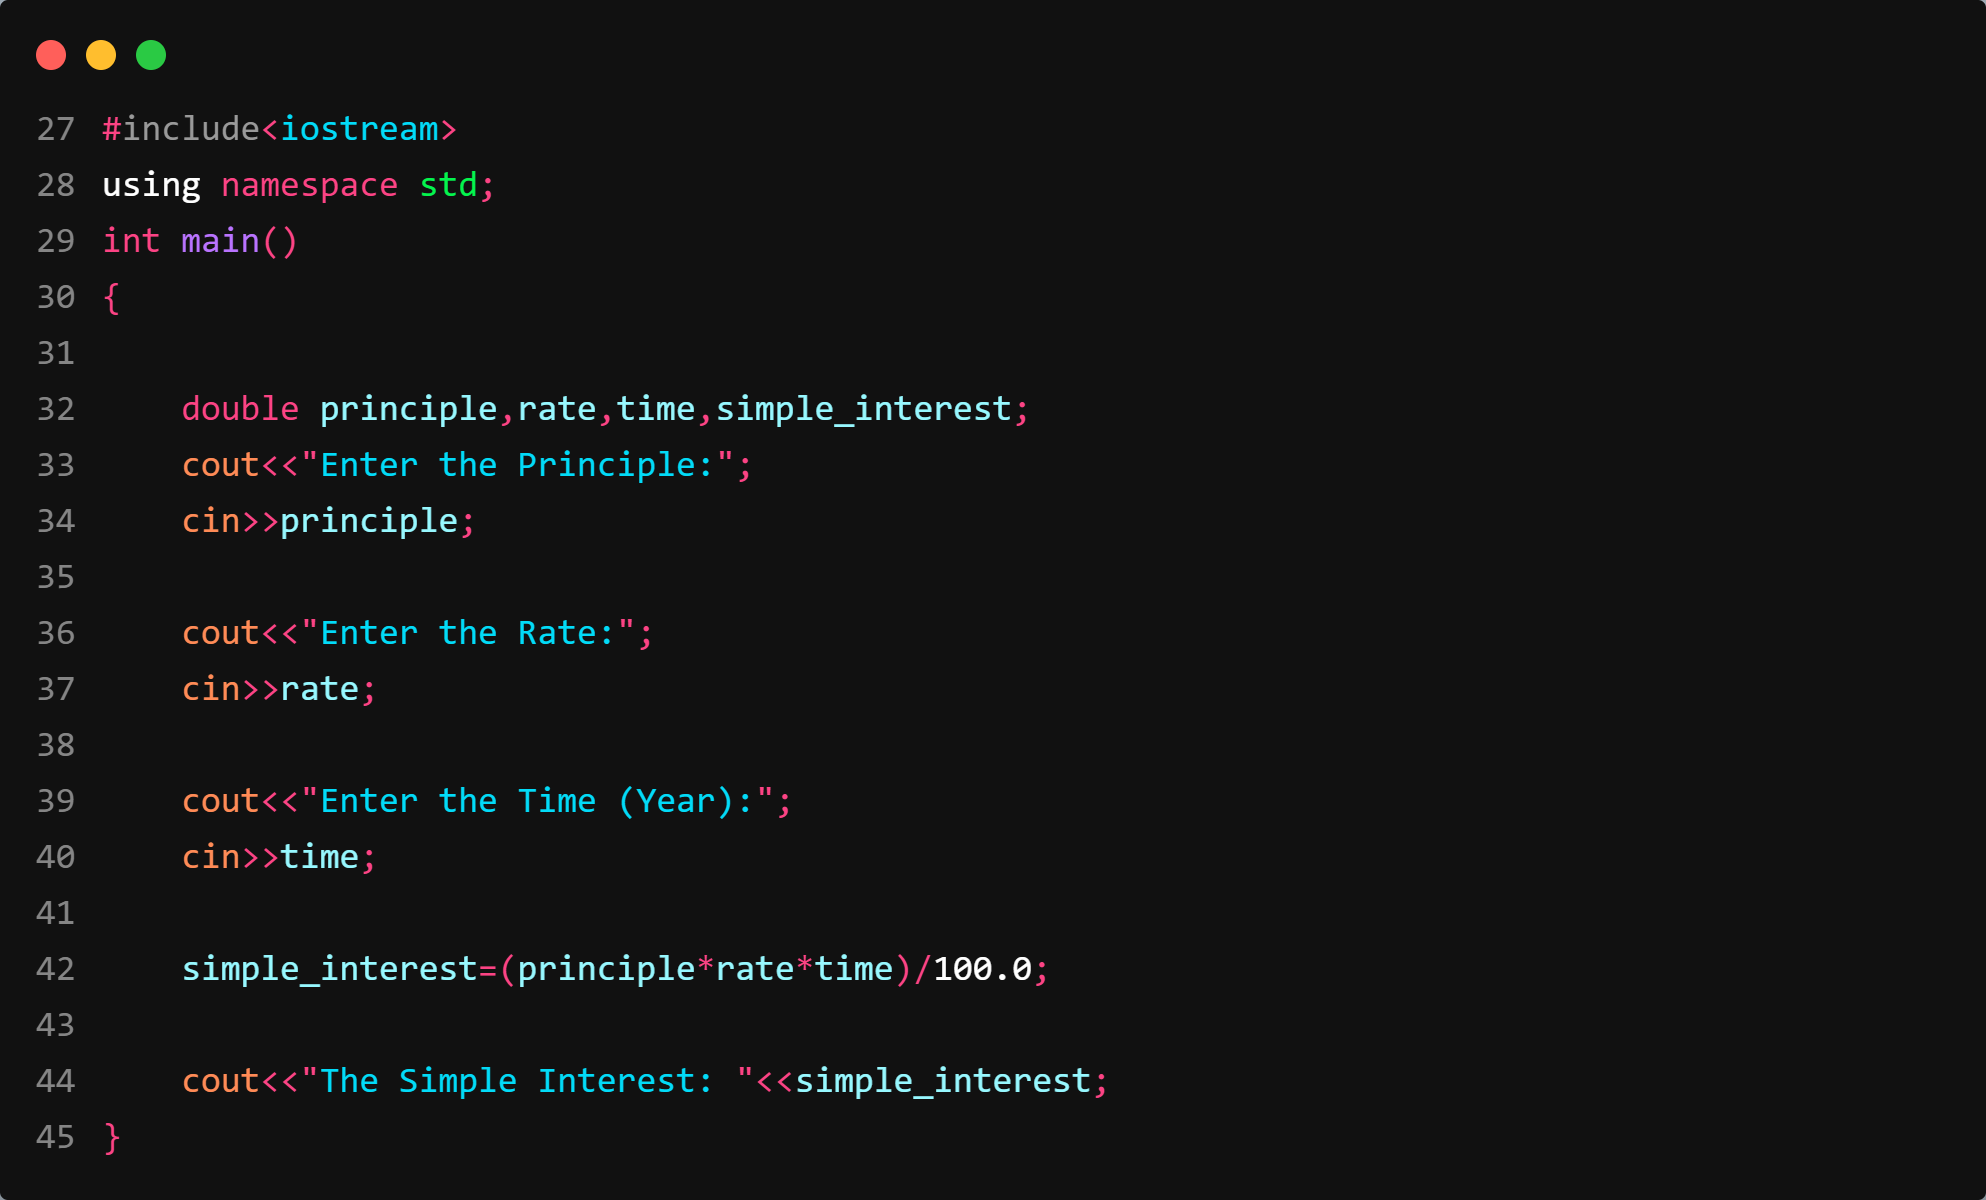 27 #include<iostream>
28 using namespace std;
29 int main()
30 {
31
32     double principle,rate,time,simple_interest;
33     cout<<"Enter the Principle:";
34     cin>>principle;
35
36     cout<<"Enter the Rate:";
37     cin>>rate;
38
39     cout<<"Enter the Time (Year):";
40     cin>>time;
41
42     simple_interest=(principle*rate*time)/100.0;
43
44     cout<<"The Simple Interest: "<<simple_interest;
45 }